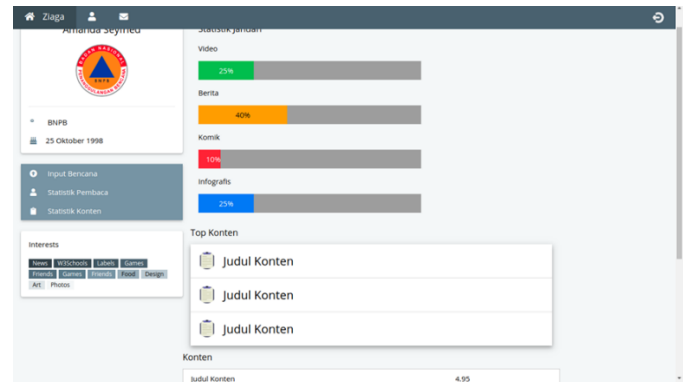 Ziaga
Amanda Seyfried
BNPB
BNPB
25 Oktober 1998
Input Bencana
Statistik Pembaca
Statistik Konten
Interests
News W3Schools Labels Games
Friends Games Friends Food Design
Art Photos
Statistik
Video
25%
Berita
40%
Komik
10%
Infografis
25%
Top Konten
Judul Konten
Judul Konten
Judul Konten
Konten
Judul Konten 4.95